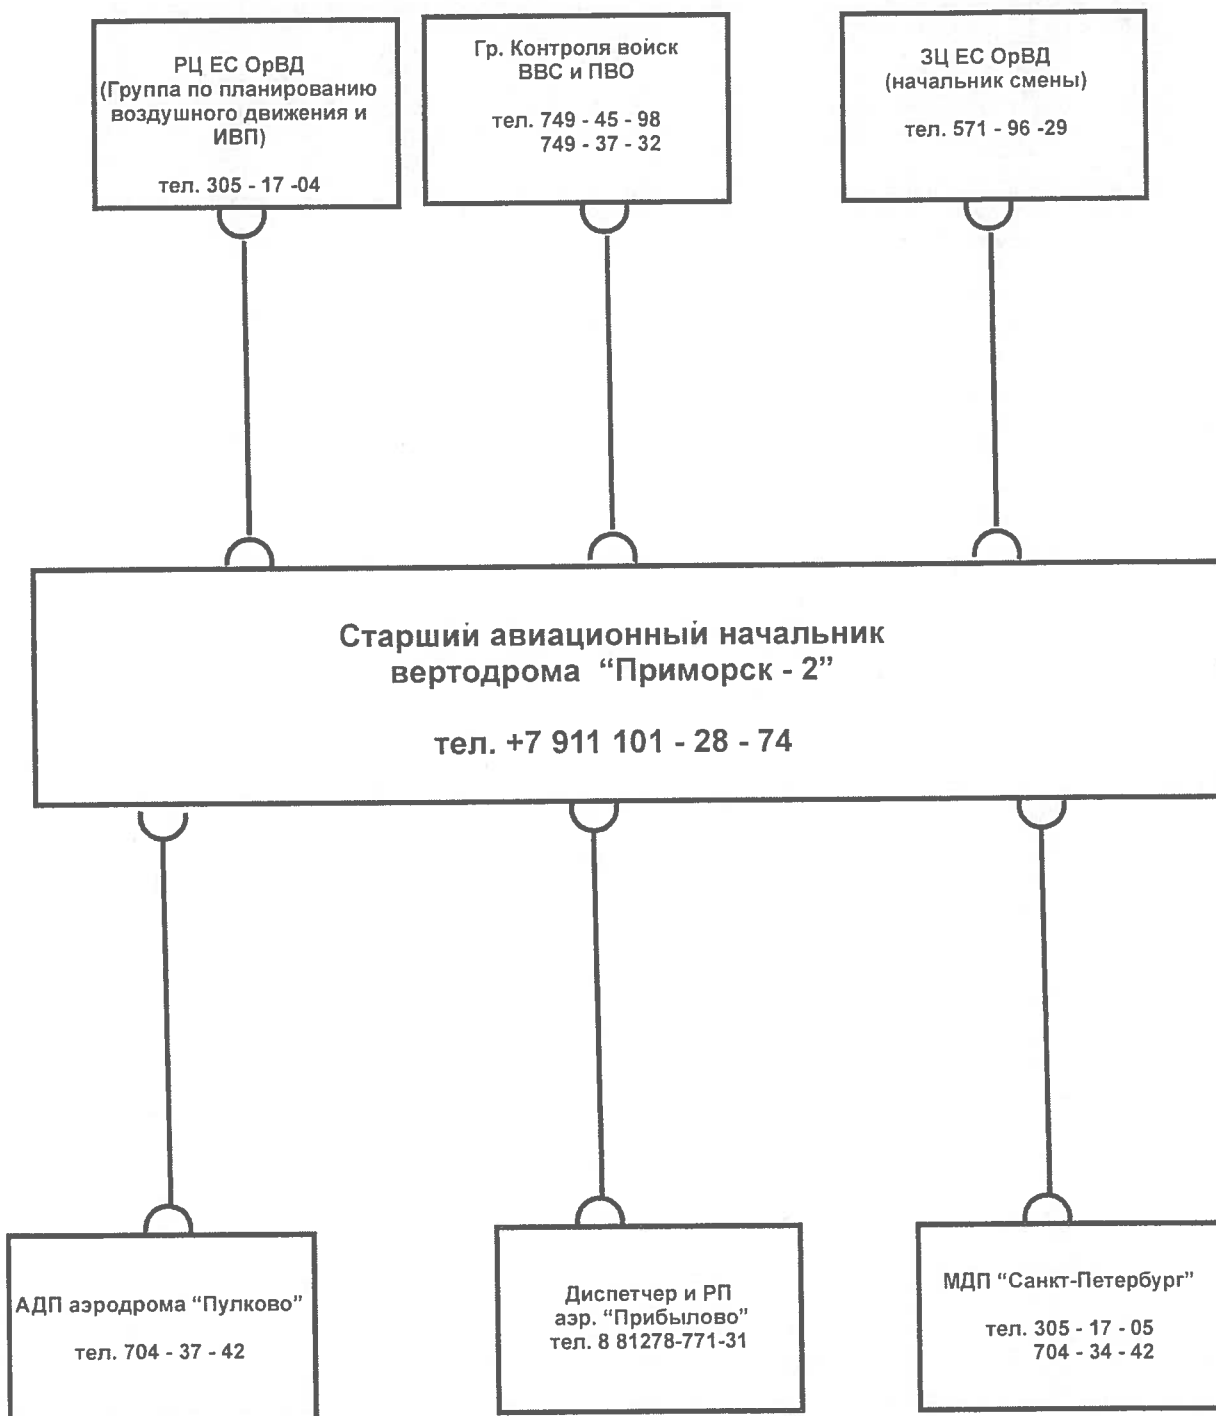 РЦ ЕС ОрВД
(Группа по планированию
воздушного движения и
ИВП)
тел. 305 - 17 -04
Гр. Контроля войск
ВВС и ПВО
тел. 749 - 45 - 98
749 - 37 - 32
ЗЦ ЕС ОрВД
(начальник смены)
тел. 571 - 96 -29
Старший авиационный начальник
вертодрома “Приморск - 2”
тел. +7 911 101 - 28 - 74
АДП аэродрома “Пулково”
тел. 704 - 37 - 42
Диспетчер и РП
аэр. “Прибылово”
тел. 8 81278-771-31
МДП “Санкт-Петербург”
тел. 305 - 17 - 05
704 - 34 - 42